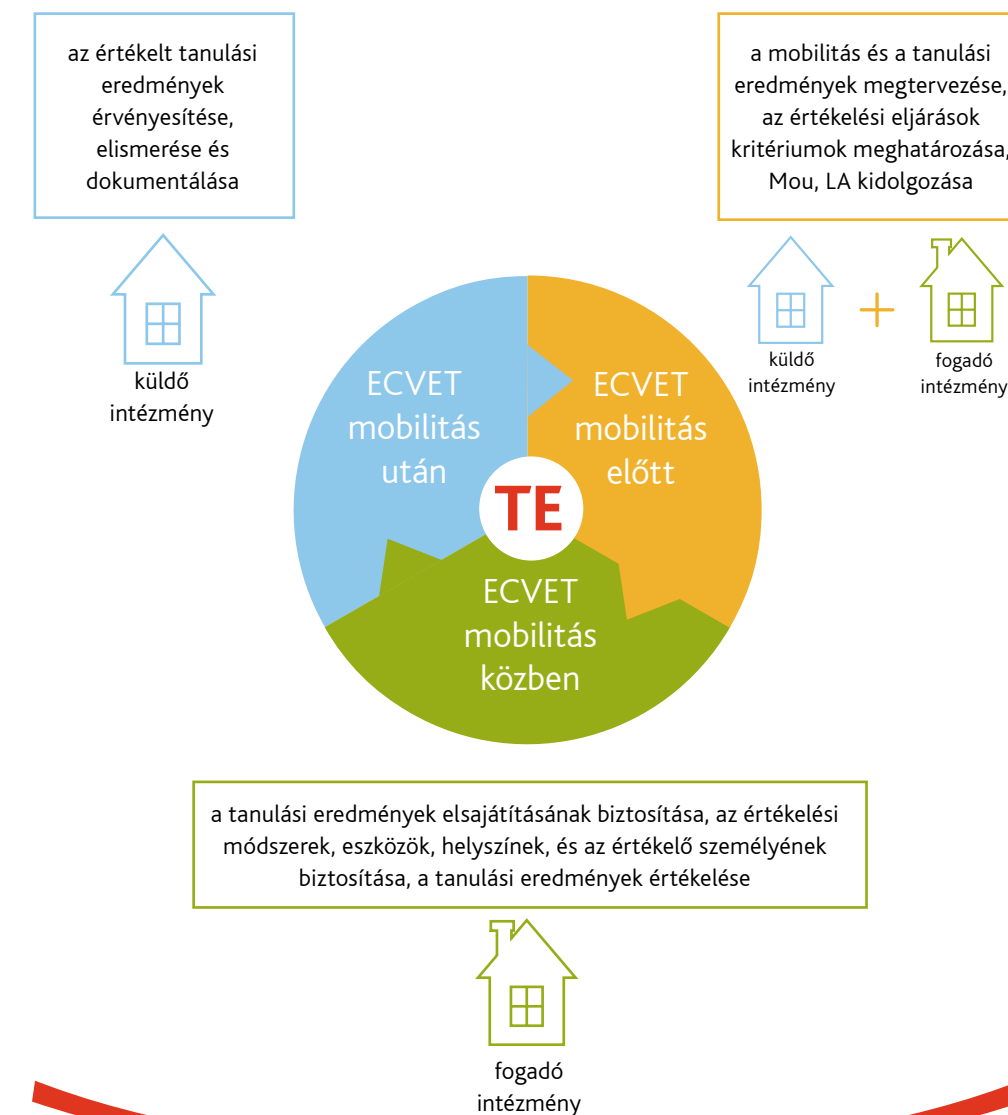 az értékelt tanulási
eredmények
érvényesítése,
elismerése és
dokumentálása
a mobilitás és a tanulási
eredmények megtervezése,
az értékelési eljárások
kritériumok meghatározása,
Mou, LA kidolgozása
küldő
intézmény
küldő
intézmény
+
fogadó
intézmény
ECVET
mobilitás
után
ECVET
mobilitás
előtt
TE
ECVET
mobilitás
közben
a tanulási eredmények elsajátításának biztosítása, az értékelési
módszerek, eszközök, helyszínek, és az értékelő személyének
biztosítása, a tanulási eredmények értékelése
fogadó
intézmény